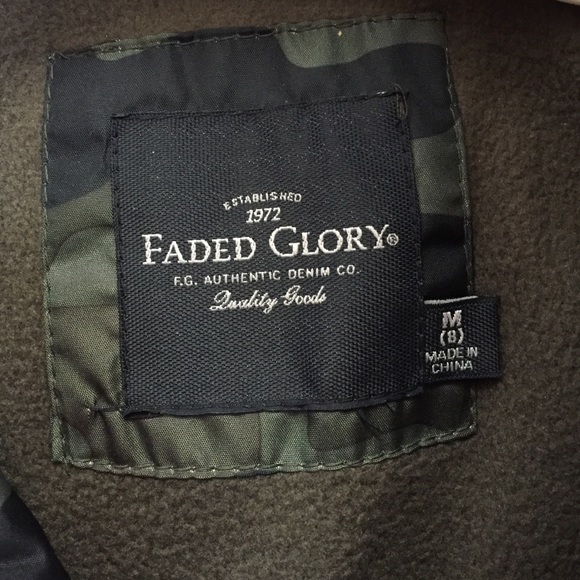 ESTABLISHED
1972
FADED GLORY®
F.G. AUTHENTIC DENIM CO.
Quality Goods
M
(8)
MADE IN
CHINA